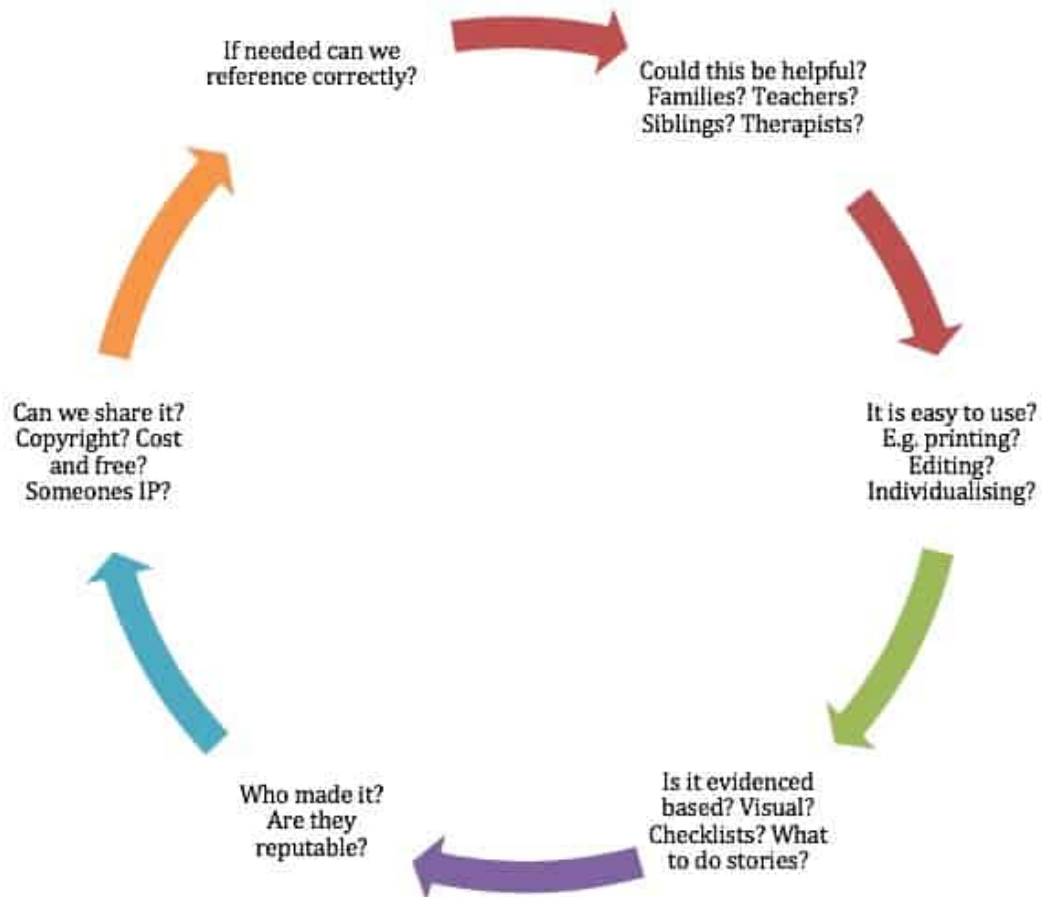 If needed can we
reference correctly?
Could this be helpful?
Families? Teachers?
Siblings? Therapists?
It is easy to use?
E.g. printing?
Editing?
Individualising?
Is it evidenced
based? Visual?
Checklists? What
to do stories?
Who made it?
Are they
reputable?
Can we share it?
Copyright? Cost
and free?
Someones IP?